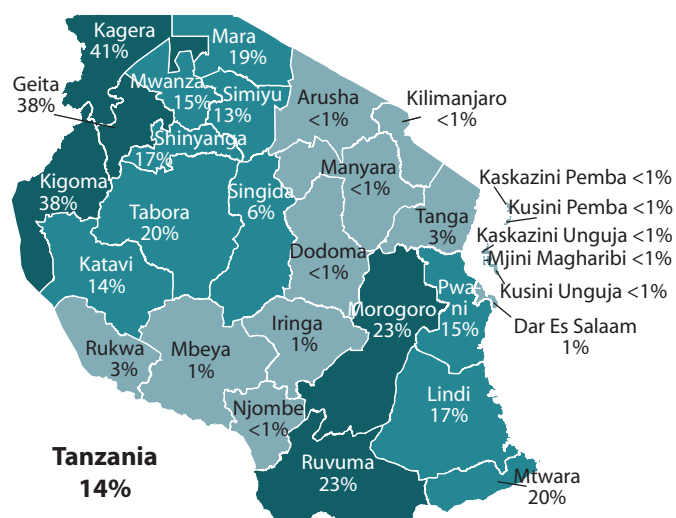 Kagera
41%
Mara
19%
Geita
38%
Mwanza
15%
Simiyu
13%
Arusha
<1%
Kilimanjaro
<1%
Shinyanga
17%
Kigoma
38%
Tabora
20%
Singida
6%
Manyara
<1%
Tanga
3%
Kaskazini Pemba <1%
Kusini Pemba <1%
Kaskazini Unguja <1%
Mjini Magharibi <1%
Kusini Unguja <1%
Dar Es Salaam
1%
Katavi
14%
Dodoma
<1%
Morogoro
23%
Pwa-
ni
15%
Rukwa
3%
Mbeya
1%
Iringa
1%
Njombe
<1%
Lindi
17%
Ruvuma
23%
Mtwara
20%
Tanzania
14%